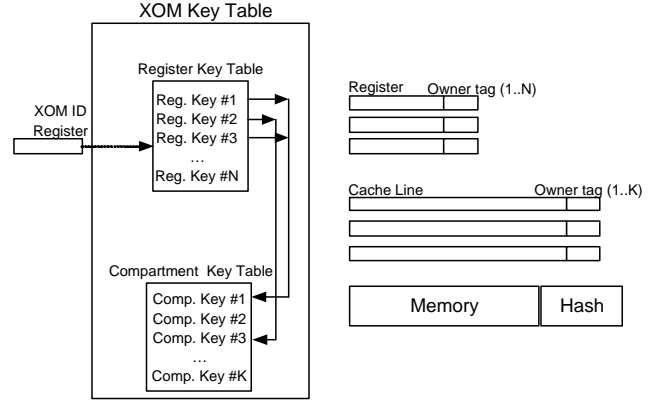 XOM Key Table
Register Key Table
Reg. Key #1
Reg. Key #2
Reg. Key #3
...
Reg. Key #N
XOM ID
Register
Compartment Key Table
Comp. Key #1
Comp. Key #2
Comp. Key #3
...
Comp. Key #K
Register Owner tag (1..N)
Cache Line Owner tag (1..K)
Memory Hash